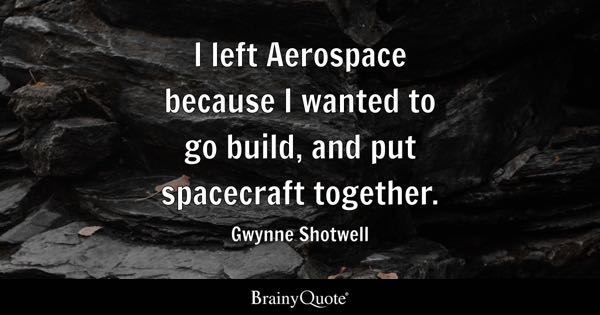 I left Aerospace
because I wanted to
go build, and put
spacecraft together.
Gwynne Shotwell
BrainyQuote®